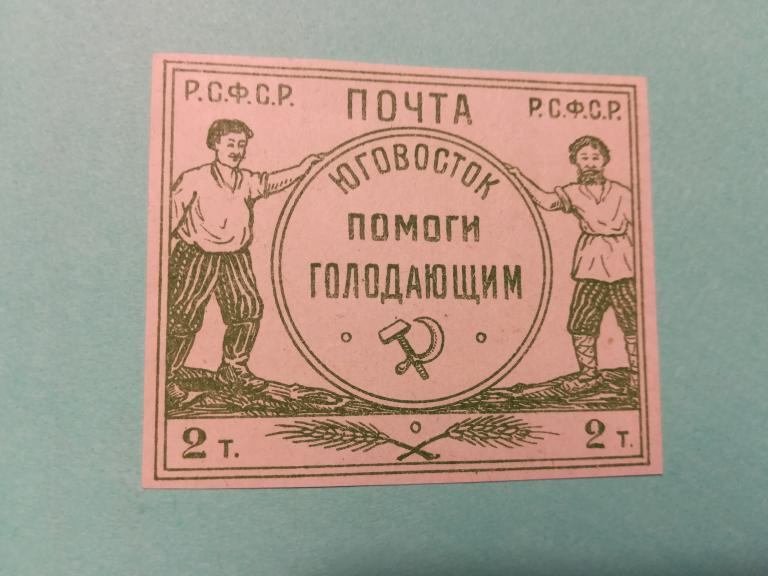 Р.С.Ф.С.Р.
ПОЧТА
Р.С.Ф.С.Р.
ЮГОВОСТОК
ПОМОГИ
ГОЛОДАЮЩИМ
2 Т.
2 Т.